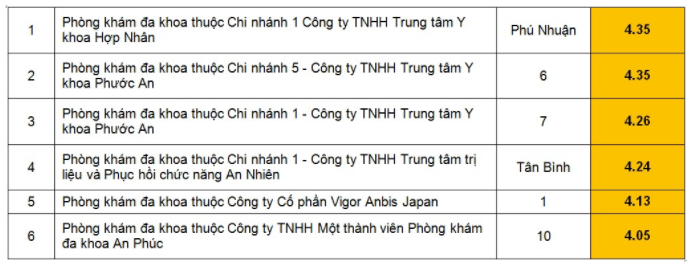 1 Phòng khám đa khoa thuộc Chi nhánh 1 Công ty TNHH Trung tâm Y Phú Nhuận 4.35
khoa Hợp Nhân
2 Phòng khám đa khoa thuộc Chi nhánh 5 - Công ty TNHH Trung tâm Y 6 4.35
khoa Phước An
3 Phòng khám đa khoa thuộc Chi nhánh 1 - Công ty TNHH Trung tâm Y 7 4.26
khoa Phước An
4 Phòng khám đa khoa thuộc Chi nhánh 1 - Công ty TNHH Trung tâm trị Tân Bình 4.24
liệu và Phục hồi chức năng An Nhiên
5 Phòng khám đa khoa thuộc Công ty Cổ phần Vigor Anbis Japan 1 4.13
6 Phòng khám đa khoa thuộc Công ty TNHH Một thành viên Phòng khám 10 4.05
đa khoa An Phúc